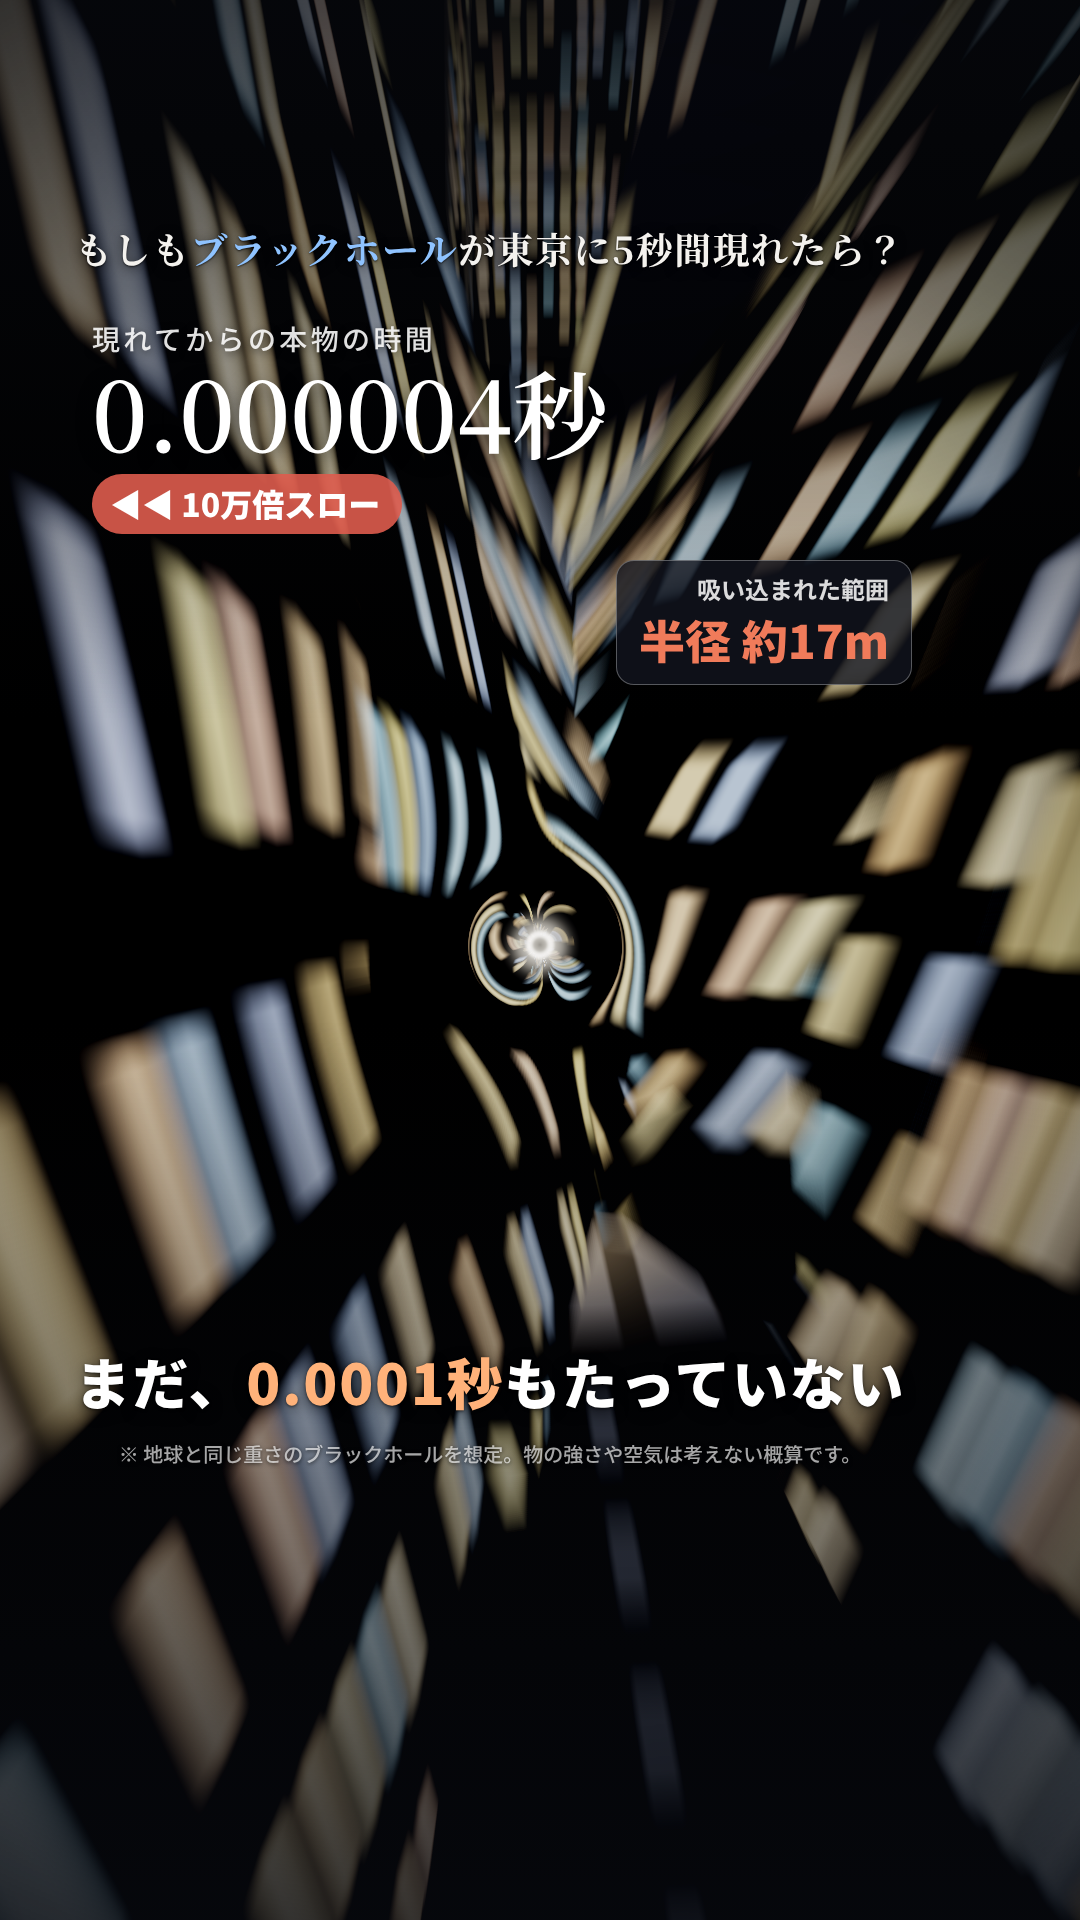 もしもブラックホールが東京に5秒間現れたら？
現れてからの本物の時間
0.000004秒
◀◀ 10万倍スロー
吸い込まれた範囲
半径 約17m
まだ、0.0001秒もたっていない
※ 地球と同じ重さのブラックホールを想定。物の強さや空気は考えない概算です。